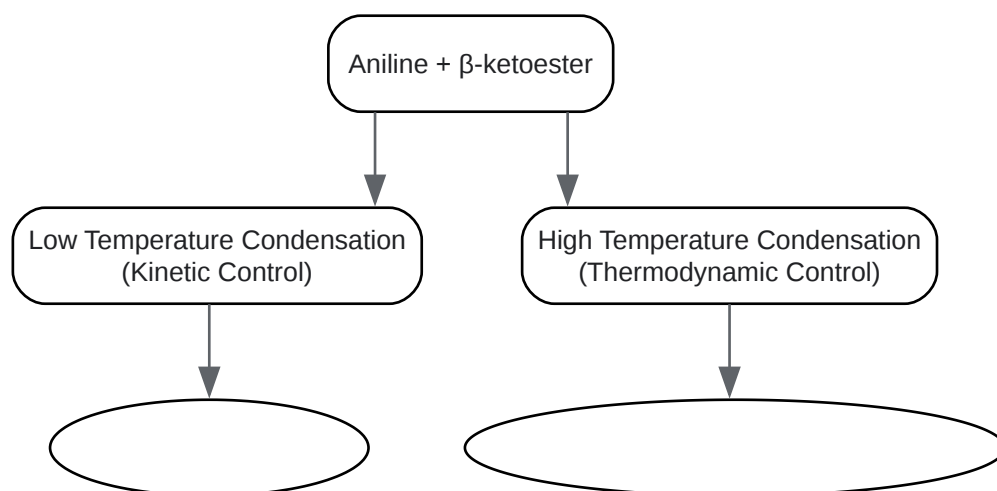 Aniline + β-ketoester
Low Temperature Condensation
(Kinetic Control)
High Temperature Condensation
(Thermodynamic Control)